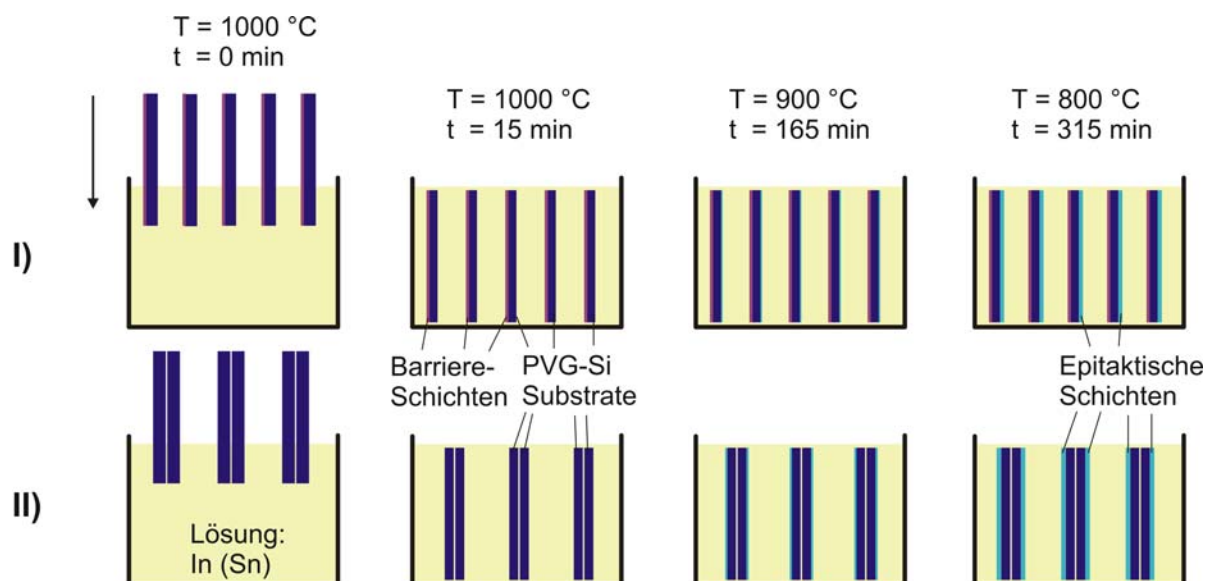 T = 1000 °C
t = 0 min
T = 1000 °C
t = 15 min
T = 900 °C
t = 165 min
T = 800 °C
t = 315 min
I)
Barriere-
Schichten
PVG-Si
Substrate
Epitaktische
Schichten
II)
Lösung:
In (Sn)